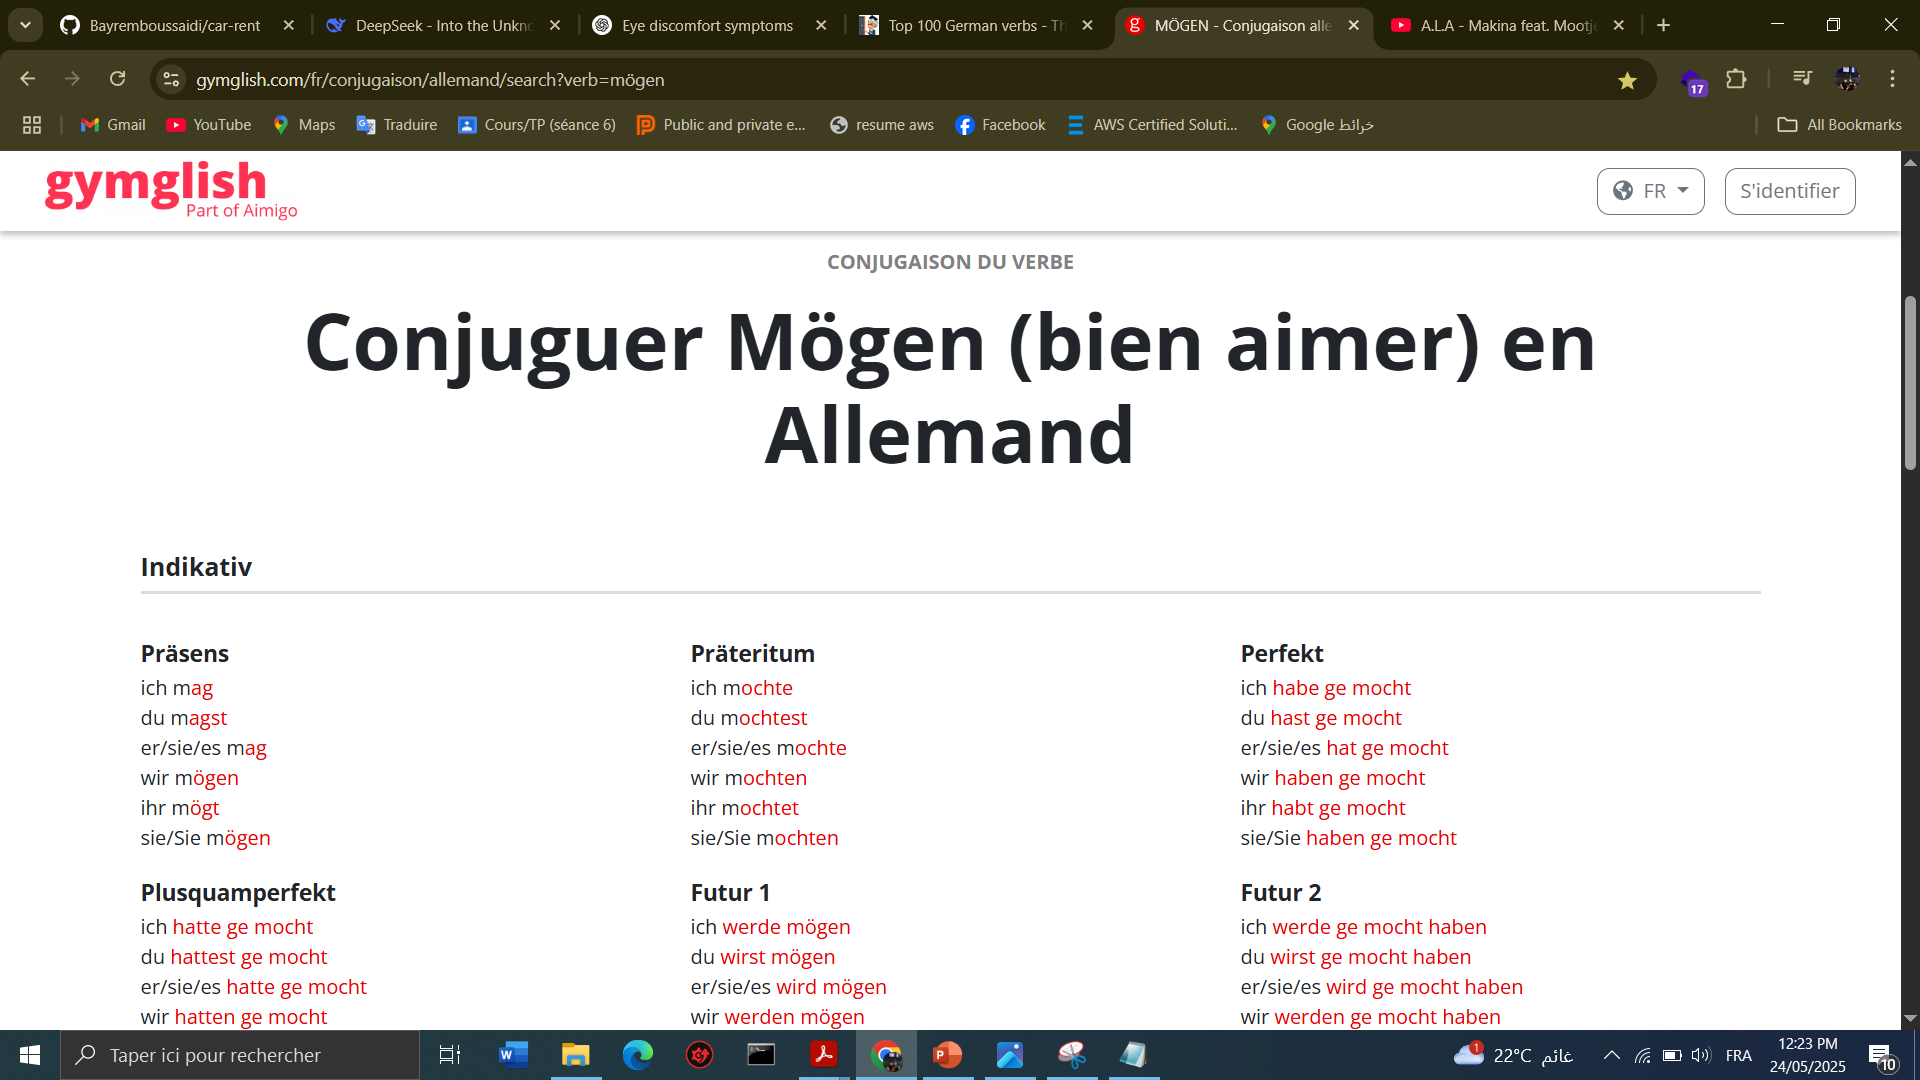 Bayremboussaidi/car-rent
DeepSeek - Into the Unkno
Eye discomfort symptoms
Top 100 German verbs - Th
MÖGEN - Conjugaison alle
A.L.A - Makina feat. Mootje
gymglish.com/fr/conjugaison/allemand/search?verb=mögen
17
Gmail
YouTube
Maps
Traduire
Cours/TP (séance 6)
Public and private e...
resume aws
Facebook
AWS Certified Soluti...
Google خرائط
All Bookmarks
gymglish
Part of Aimigo
FR
S'identifier
CONJUGAISON DU VERBE
Conjuguer Mögen (bien aimer) en
Allemand
Indikativ
Präsens
ich mag
du magst
er/sie/es mag
wir mögen
ihr mögt
sie/Sie mögen
Präteritum
ich mochte
du mochtest
er/sie/es mochte
wir mochten
ihr mochtet
sie/Sie mochten
Perfekt
ich habe ge mocht
du hast ge mocht
er/sie/es hat ge mocht
wir haben ge mocht
ihr habt ge mocht
sie/Sie haben ge mocht
Plusquamperfekt
ich hatte ge mocht
du hattest ge mocht
er/sie/es hatte ge mocht
wir hatten ge mocht
Futur 1
ich werde mögen
du wirst mögen
er/sie/es wird mögen
wir werden mögen
Futur 2
ich werde ge mocht haben
du wirst ge mocht haben
er/sie/es wird ge mocht haben
wir werden ge mocht haben
Taper ici pour rechercher
1
22°C غائم
FRA
12:23 PM
24/05/2025
10